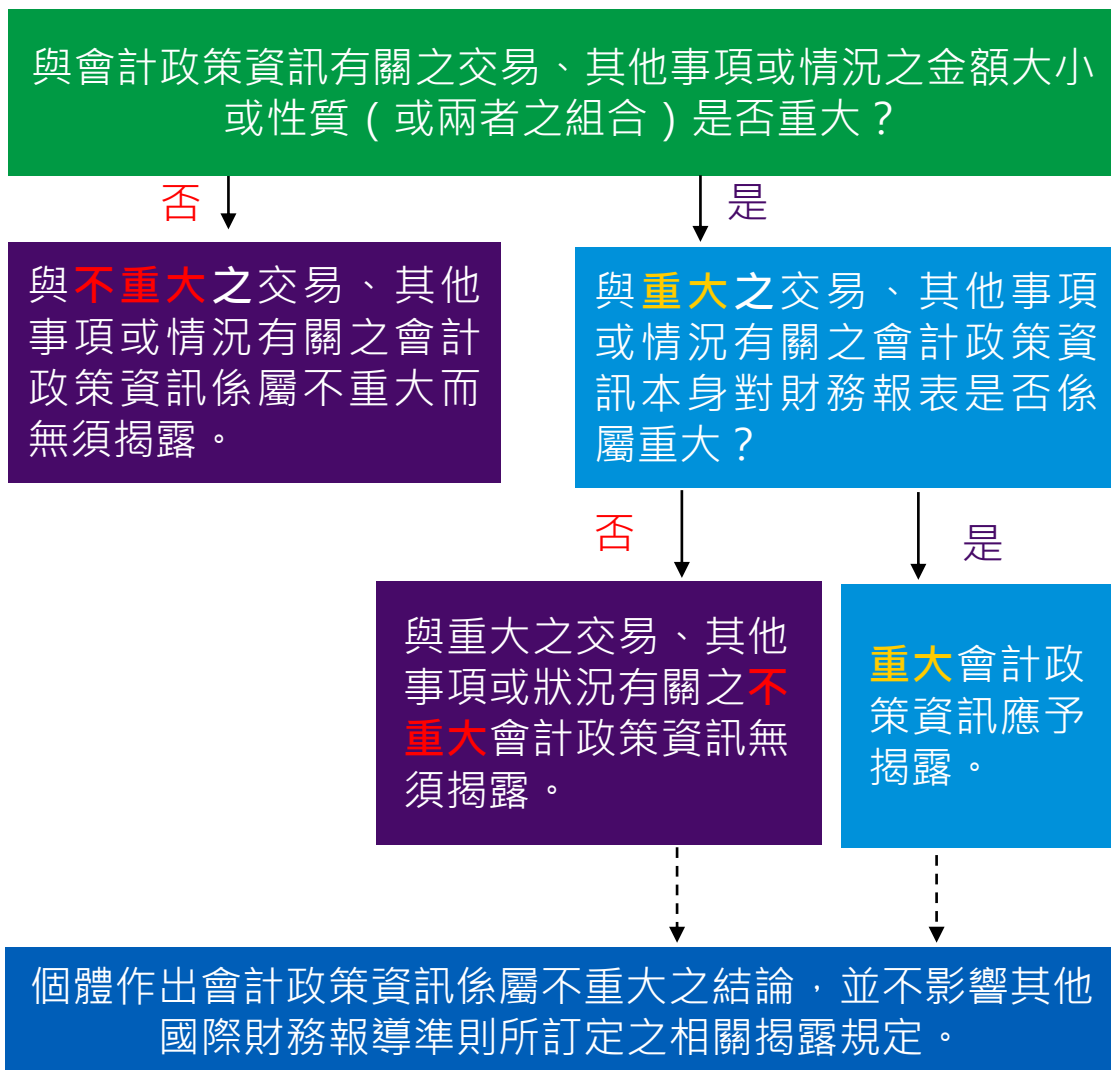 與會計政策資訊有關之交易、其他事項或情況之金額大小
或性質(或兩者之組合)是否重大?
否
是
與不重大之交易、其他
事項或情況有關之會計
政策資訊係屬不重大而
無須揭露。
與重大之交易、其他事項
或情況有關之會計政策資
訊本身對財務報表是否係
屬重大?
否
是
與重大之交易、其他
事項或狀況有關之不
重大會計政策資訊無
須揭露。
重大會計政
策資訊應予
揭露。
個體作出會計政策資訊係屬不重大之結論,並不影響其他
國際財務報導準則所訂定之相關揭露規定。